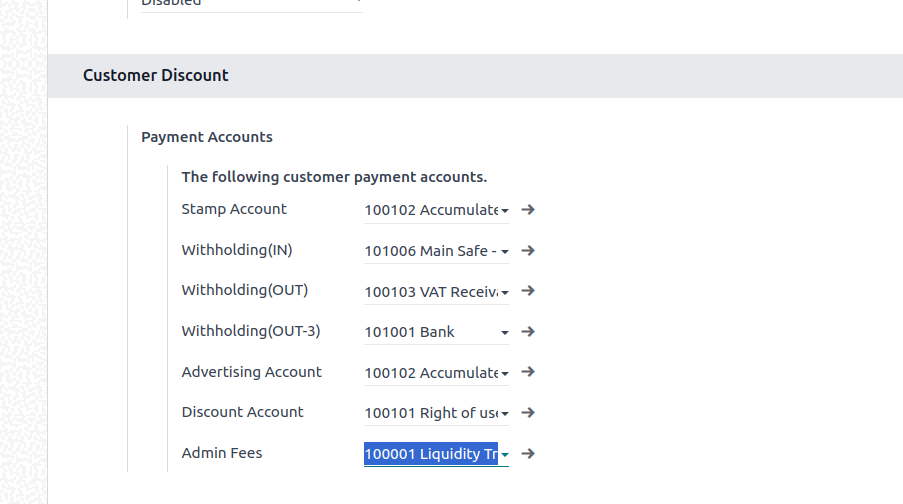 Disabled
Customer Discount
Payment Accounts
The following customer payment accounts.
Stamp Account 100102 Accumulate
Withholding(IN) 101006 Main Safe -
Withholding(OUT) 100103 VAT Receiv
Withholding(OUT-3) 101001 Bank
Advertising Account 100102 Accumulate
Discount Account 100101 Right of use
Admin Fees 100001 Liquidity Tr